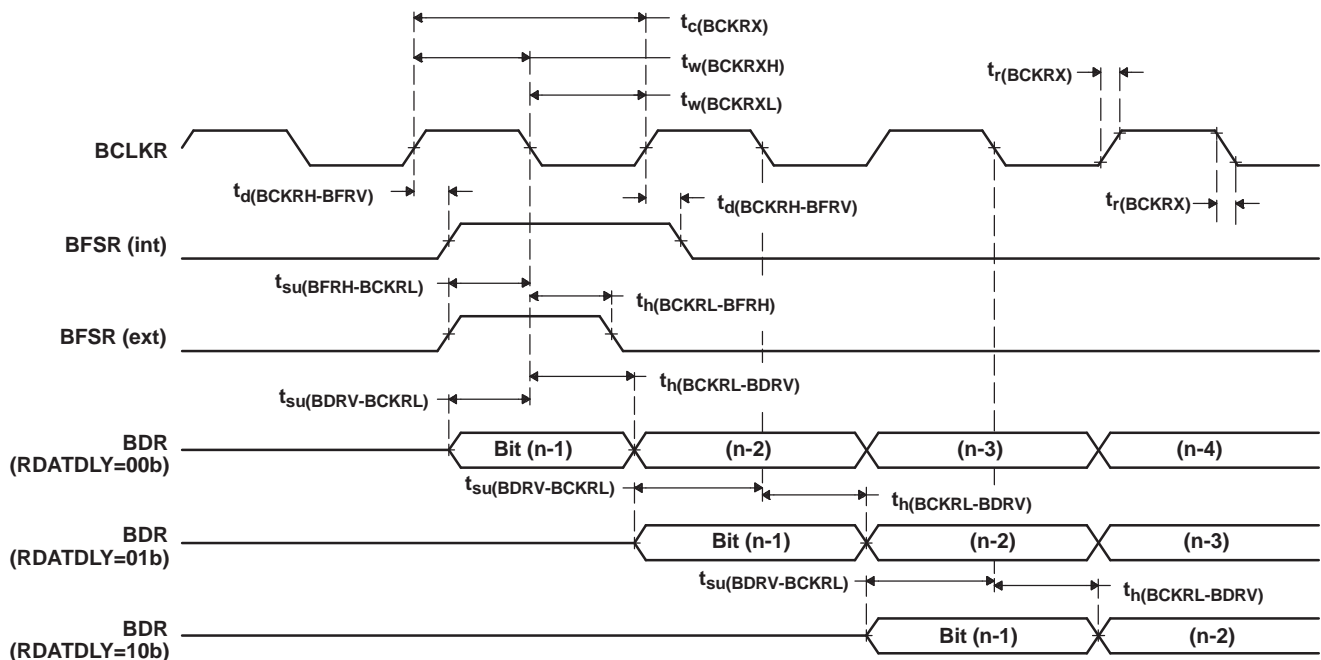 tc(BCKRX)
tw(BCKRXH)
tr(BCKRX)
tw(BCKRXL)
BCLKR
td(BCKRH-BFRV)
td(BCKRH-BFRV)
tr(BCKRX)
BFSR (int)
tsu(BFRH-BCKRL)
th(BCKRL-BFRH)
BFSR (ext)
tsu(BDRV-BCKRL)
th(BCKRL-BDRV)
BDR
(RDATDLY=00b)
Bit (n-1)
(n-2)
(n-3)
(n-4)
tsu(BDRV-BCKRL)
th(BCKRL-BDRV)
BDR
(RDATDLY=01b)
Bit (n-1)
(n-2)
(n-3)
tsu(BDRV-BCKRL)
th(BCKRL-BDRV)
BDR
(RDATDLY=10b)
Bit (n-1)
(n-2)